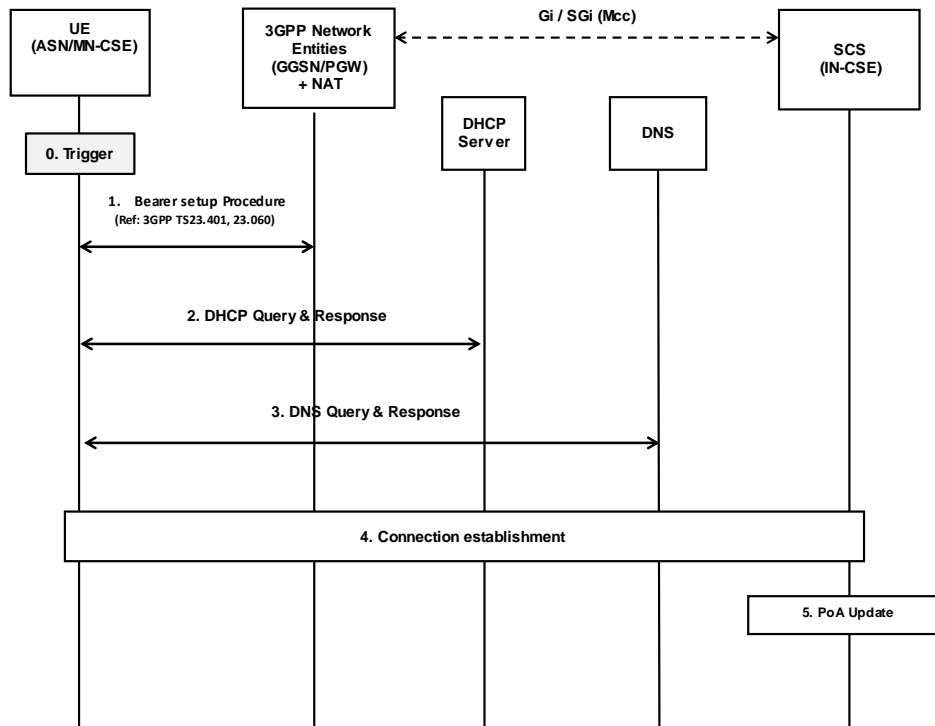 UE
(ASN/MN-CSE)
3GPP Network
Entities
(GGSN/PGW)
+ NAT
Gi / SGi (Mcc)
SCS
(IN-CSE)
DHCP
Server
DNS
0. Trigger
1. Bearer setup Procedure
(Ref: 3GPP TS23.401, 23.060)
2. DHCP Query & Response
3. DNS Query & Response
4. Connection establishment
5. PoA Update